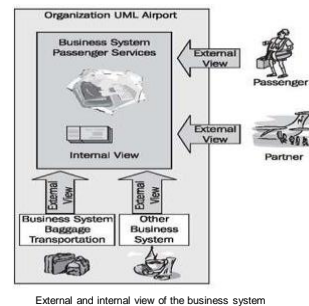 Organization UML Airport
Business System
Passenger Services
External
View
Passenger
Internal View
External
View
Partner
External
View
External
View
Business System
Baggage
Transportation
Other
Business
System
External and internal view of the business system